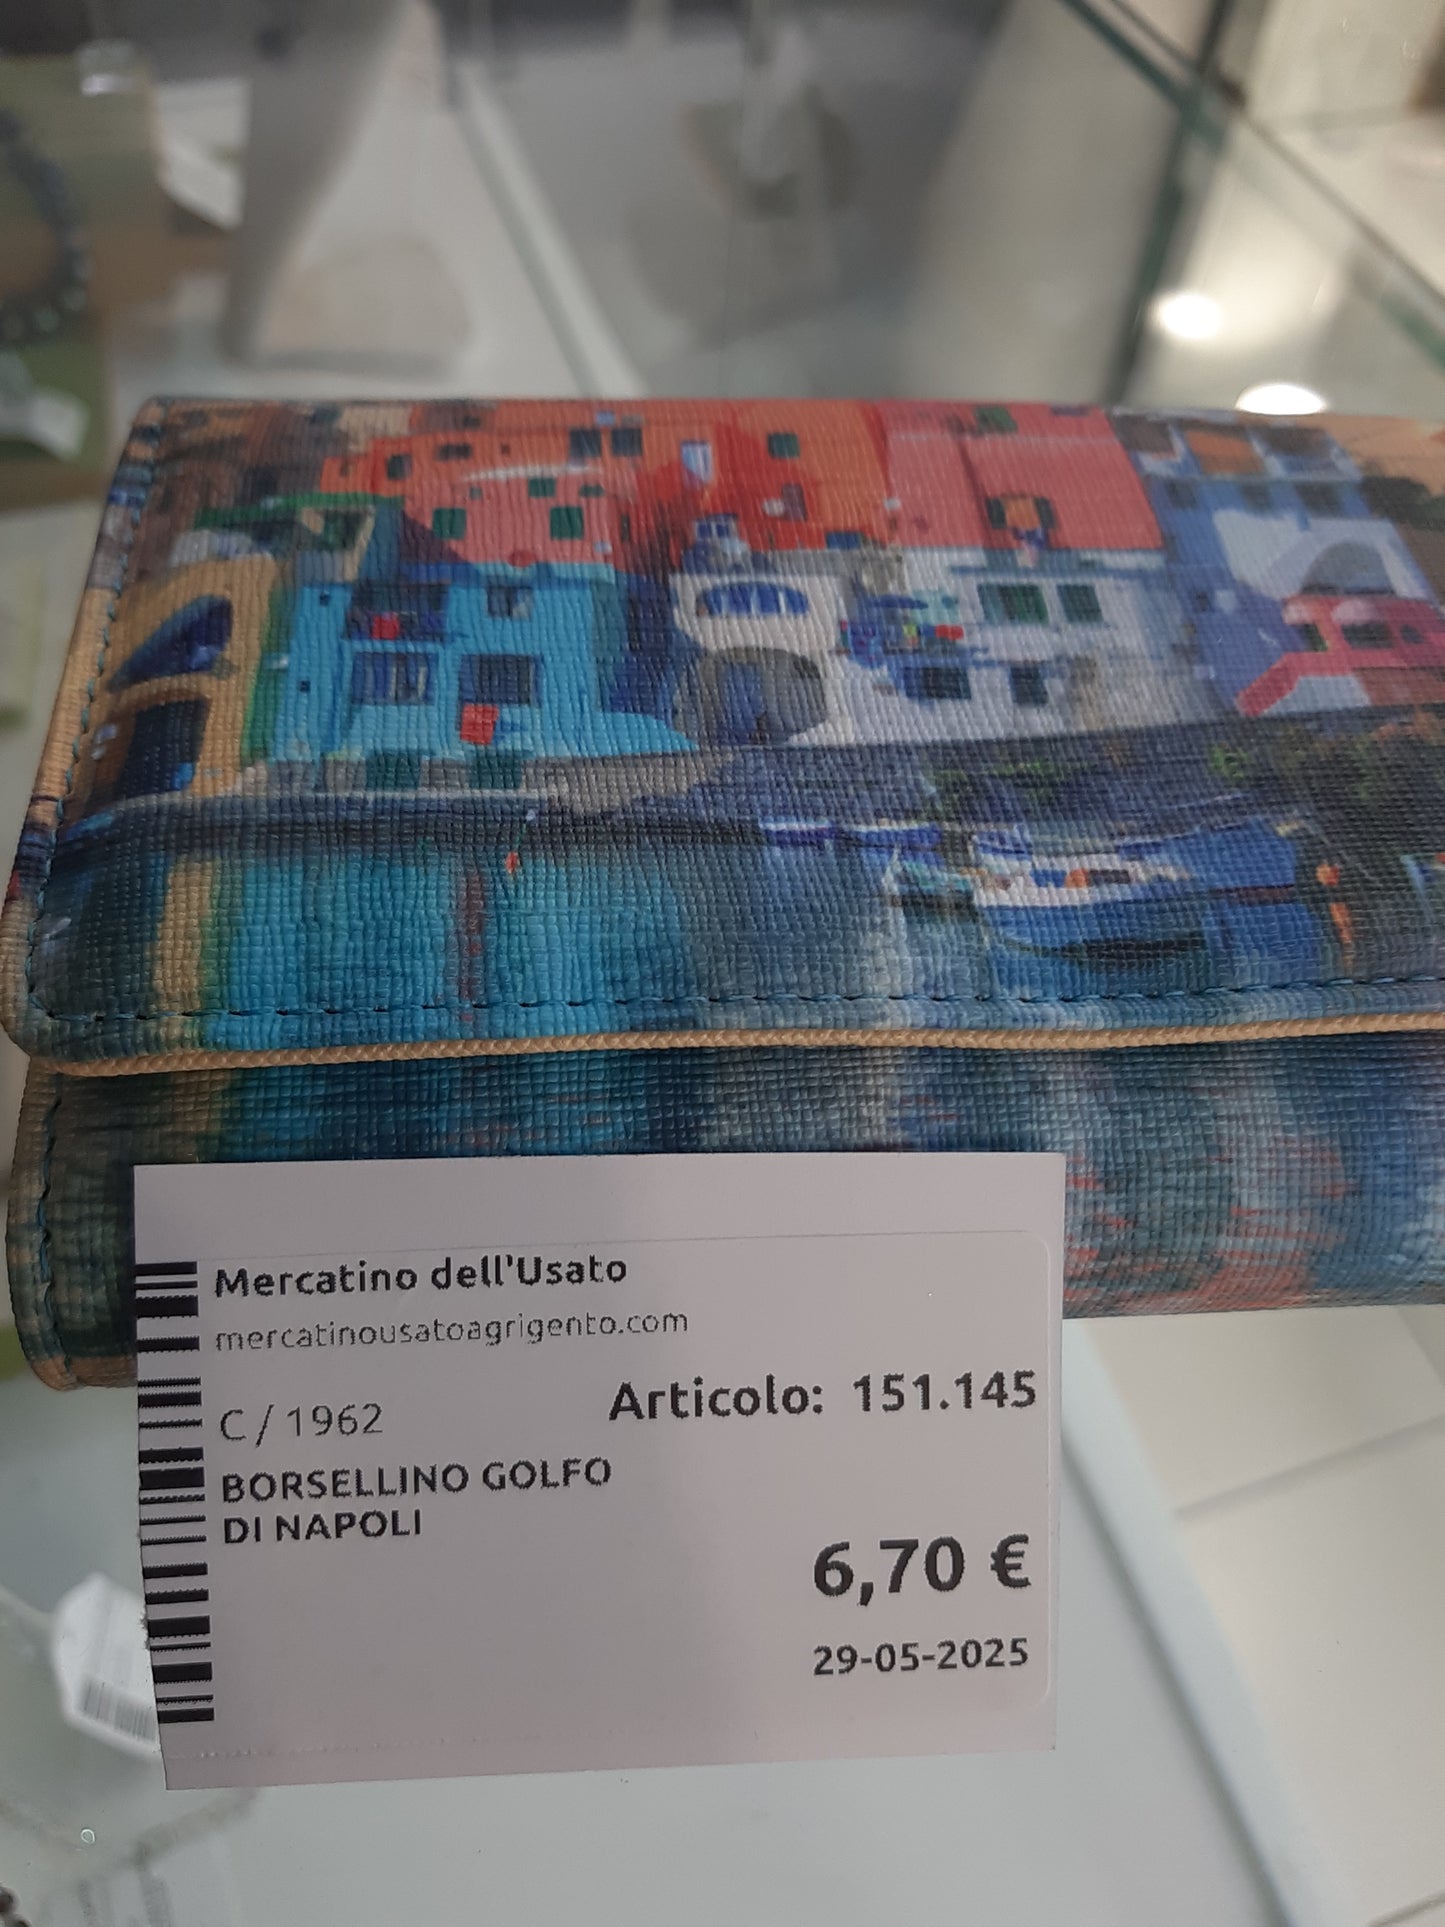 Mercatino dell'Usato
mercatinousatoagrigento.com
C / 1962
Articolo: 151.145
BORSELLINO GOLFO
DI NAPOLI
6,70 €
29-05-2025